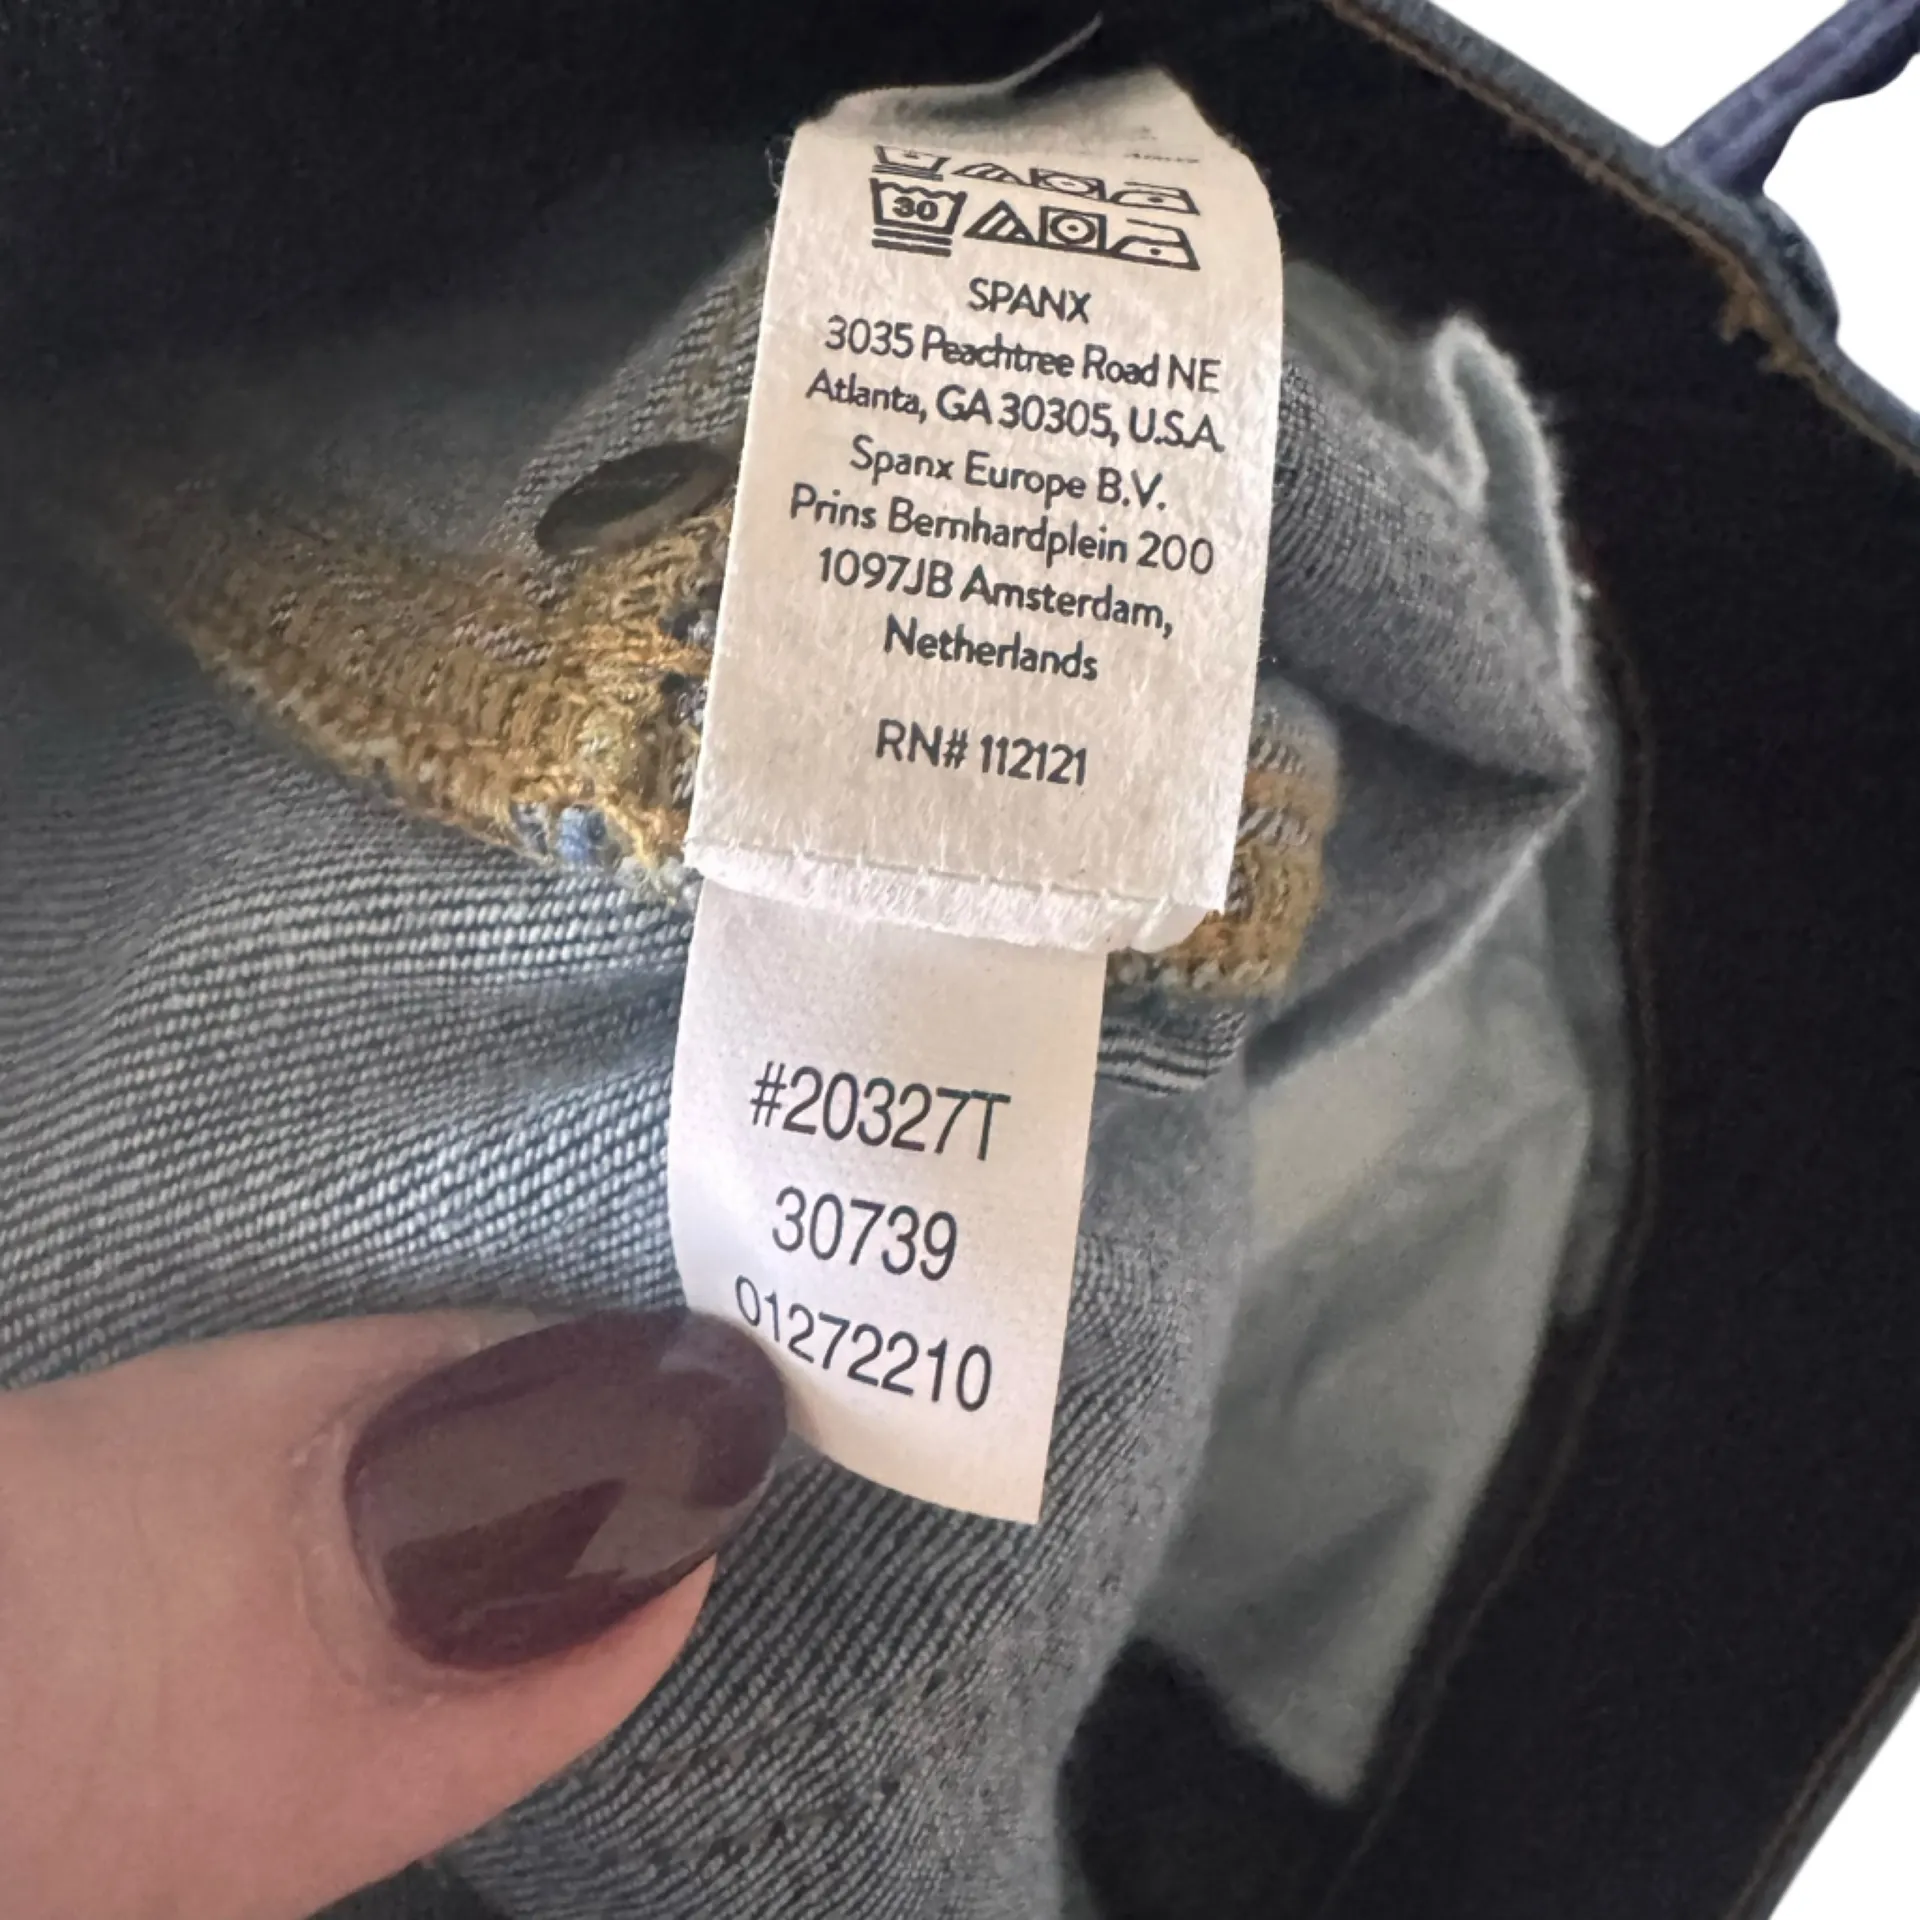 30
SPANX
3035 Peachtree Road NE
Atlanta, GA 30305, U.S.A.
Spanx Europe B.V.
Prins Bernhardplein 200
1097JB Amsterdam,
Netherlands
RN# 112121
#20327T
30739
01272210